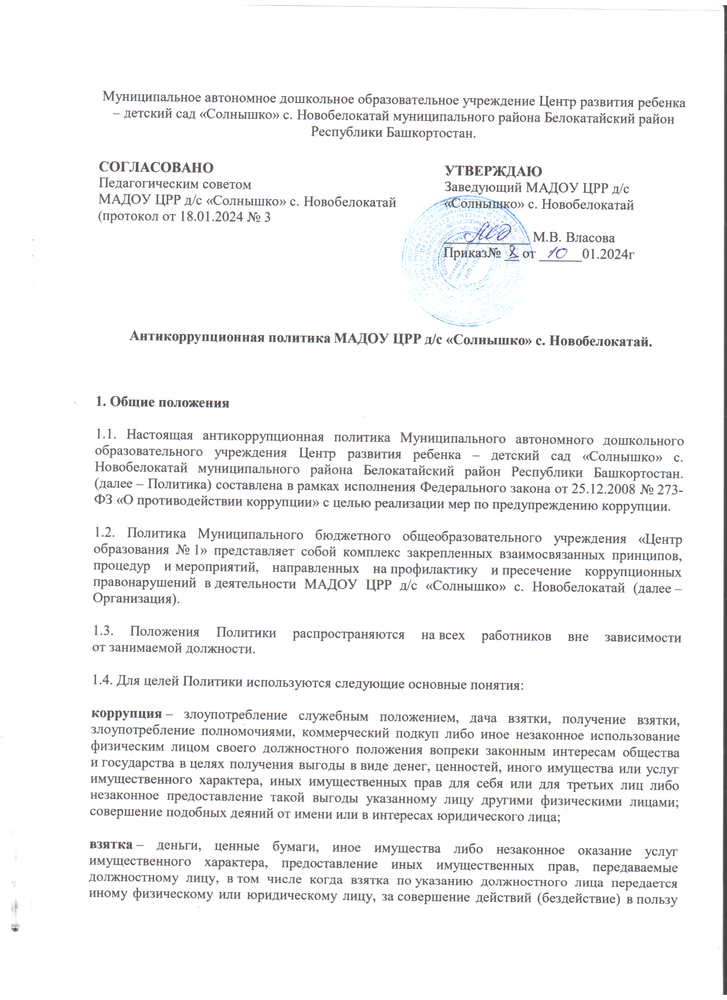 Муниципальное автономное дошкольное образовательное учреждение Центр развития ребенка
– детский сад «Солнышко» с. Новобелокатай муниципального района Белокатайский район
Республики Башкортостан.
СОГЛАСОВАНО
Педагогическим советом
МАДОУ ЦРР д/с «Солнышко» с. Новобелокатай
(протокол от 18.01.2024 № 3
УТВЕРЖДАЮ
Заведующий МАДОУ ЦРР д/с
«Солнышко» с. Новобелокатай
____________ М.В. Власова
Приказ№ 8 от 10 01.2024г
Антикоррупционная политика МАДОУ ЦРР д/с «Солнышко» с. Новобелокатай.
1. Общие положения
1.1. Настоящая антикоррупционная политика Муниципального автономного дошкольного
образовательного учреждения Центр развития ребенка – детский сад «Солнышко» с.
Новобелокатай муниципального района Белокатайский район Республики Башкортостан.
(далее – Политика) составлена в рамках исполнения Федерального закона от 25.12.2008 № 273-
ФЗ «О противодействии коррупции» с целью реализации мер по предупреждению коррупции.
1.2. Политика Муниципального бюджетного общеобразовательного учреждения «Центр
образования № 1» представляет собой комплекс закрепленных взаимосвязанных принципов,
процедур и мероприятий, направленных на профилактику и пресечение коррупционных
правонарушений в деятельности МАДОУ ЦРР д/с «Солнышко» с. Новобелокатай (далее –
Организация).
1.3. Положения Политики распространяются на всех работников вне зависимости
от занимаемой должности.
1.4. Для целей Политики используются следующие основные понятия:
коррупция – злоупотребление служебным положением, дача взятки, получение взятки,
злоупотребление полномочиями, коммерческий подкуп либо иное незаконное использование
физическим лицом своего должностного положения вопреки законным интересам общества
и государства в целях получения выгоды в виде денег, ценностей, иного имущества или услуг
имущественного характера, иных имущественных прав для себя или для третьих лиц либо
незаконное предоставление такой выгоды указанному лицу другими физическими лицами;
совершение подобных деяний от имени или в интересах юридического лица;
взятка – деньги, ценные бумаги, иное имущества либо незаконное оказание услуг
имущественного характера, предоставление иных имущественных прав, передаваемые
должностному лицу, в том числе когда взятка по указанию должностного лица передается
иному физическому или юридическому лицу, за совершение действий (бездействие) в пользу